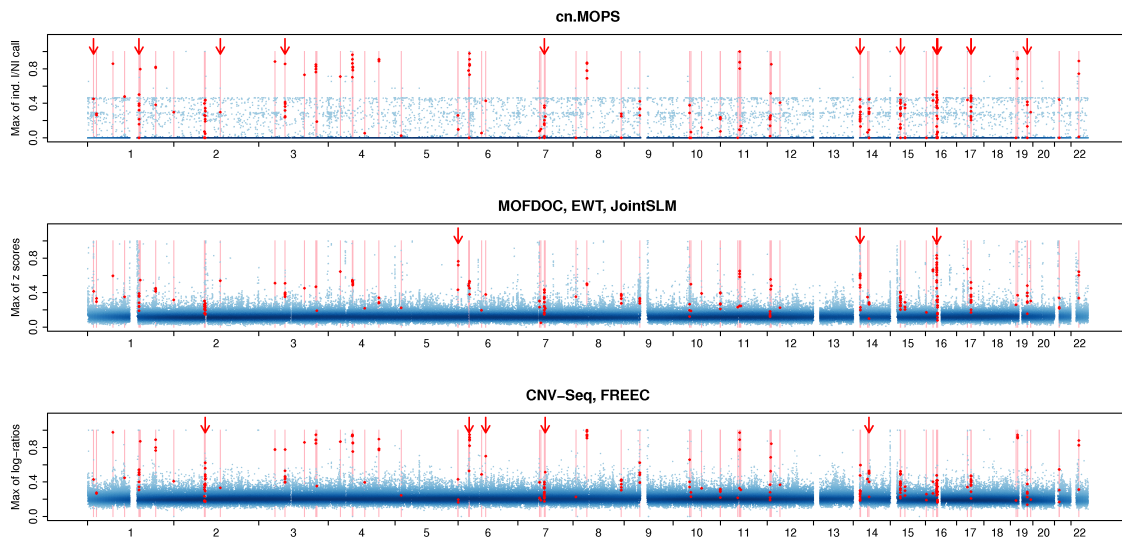 cn.MOPS
Max of ind. I/NI call
0.0 0.4 0.8
1 2 3 4 5 6 7 8 9 10 11 12 13 14 15 16 17 18 19 20 22
MOFDOC, EWT, JointSLM
Max of z scores
0.0 0.4 0.8
1 2 3 4 5 6 7 8 9 10 11 12 13 14 15 16 17 18 19 20 22
CNV−Seq, FREEC
Max of log−ratios
0.0 0.4 0.8
1 2 3 4 5 6 7 8 9 10 11 12 13 14 15 16 17 18 19 20 22